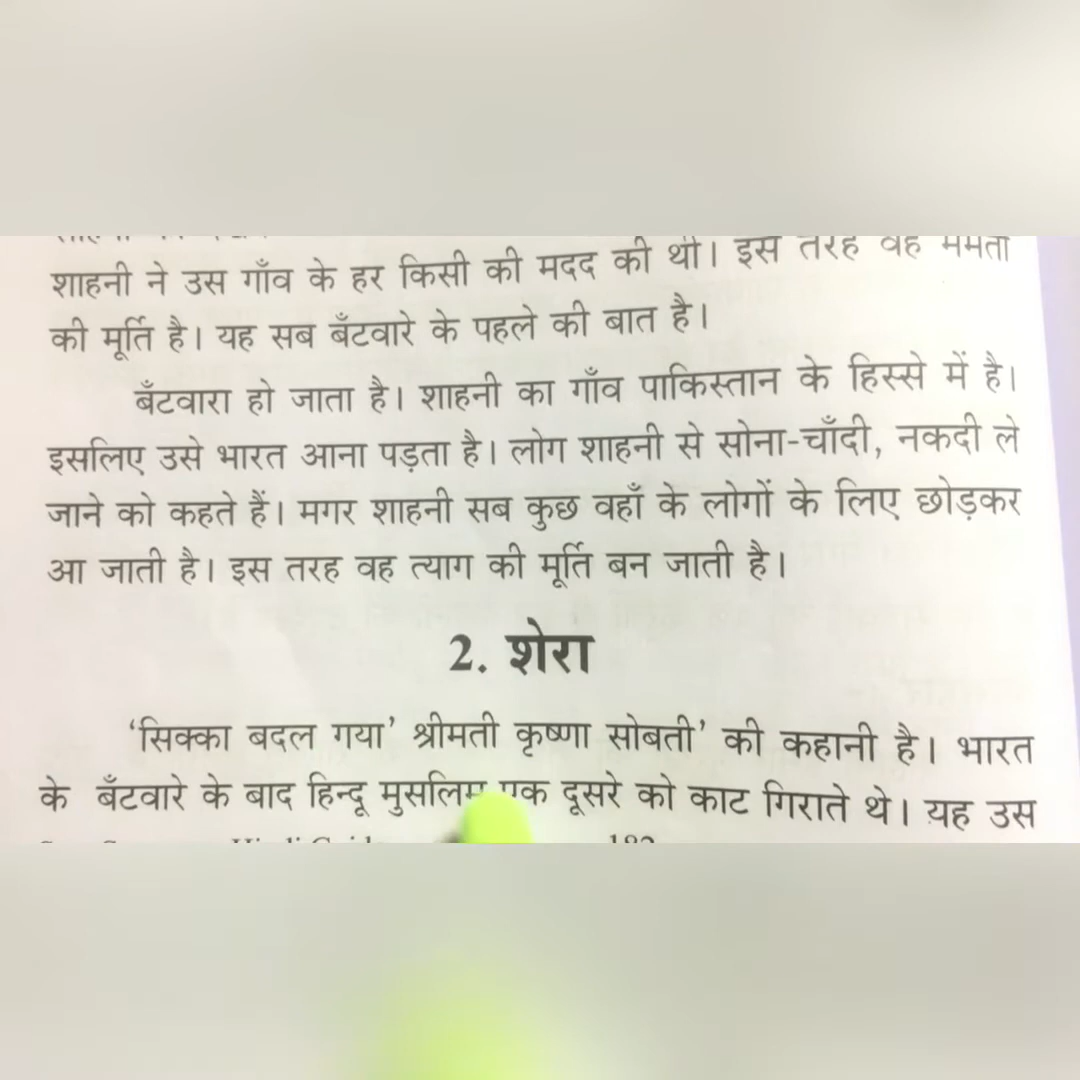 शाहनी ने उस गाँव के हर किसी की मदद की थी। इस तरह वह ममता
की मूर्ति है। यह सब बँटवारे के पहले की बात है।
बँटवारा हो जाता है। शाहनी का गाँव पाकिस्तान के हिस्से में है।
इसलिए उसे भारत आना पड़ता है। लोग शाहनी से सोना-चाँदी, नकदी ले
जाने को कहते हैं। मगर शाहनी सब कुछ वहाँ के लोगों के लिए छोड़कर
आ जाती है। इस तरह वह त्याग की मूर्ति बन जाती है।
2. शेरा
‘सिक्का बदल गया’ श्रीमती कृष्णा सोबती’ की कहानी है। भारत
के बँटवारे के बाद हिन्दू मुसलिम एक दूसरे को काट गिराते थे। यह उस